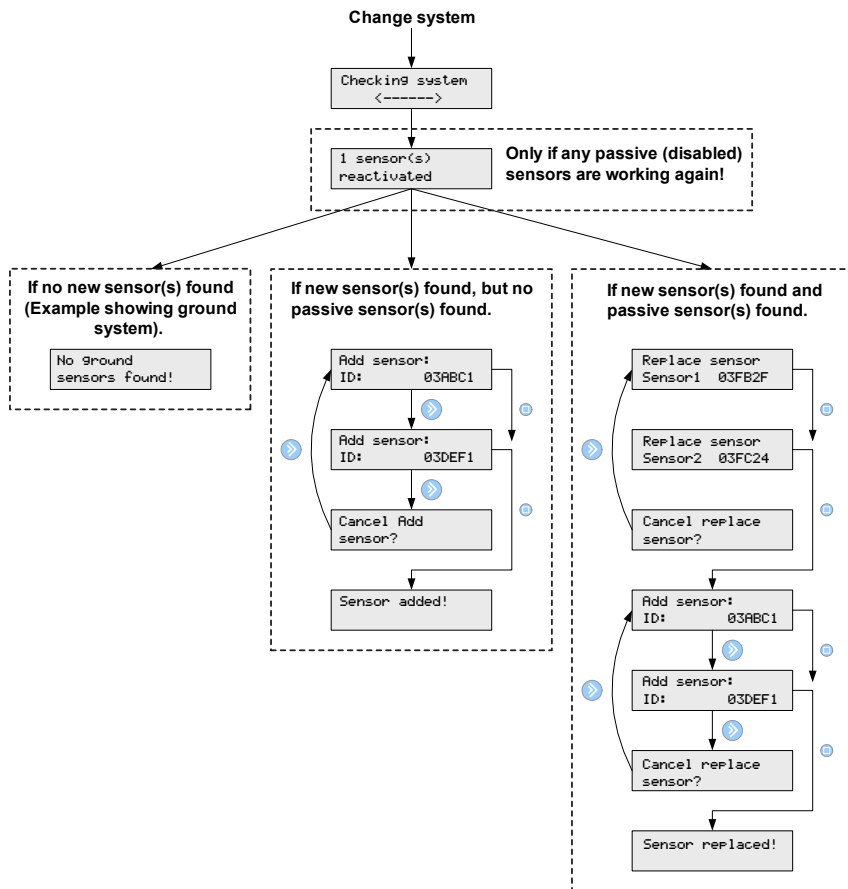 Change system
Checking system
<------>
1 sensor(s)
reactivated
Only if any passive (disabled)
sensors are working again!
If no new sensor(s) found
(Example showing ground
system).
No ground
sensors found!
If new sensor(s) found, but no
passive sensor(s) found.
Add sensor:
ID: 03ABC1
Add sensor:
ID: 03DEF1
Cancel Add
sensor?
Sensor added!
If new sensor(s) found and
passive sensor(s) found.
Replace sensor
Sensor1 03FB2F
Replace sensor
Sensor2 03FC24
Cancel replace
sensor?
Add sensor:
ID: 03ABC1
Add sensor:
ID: 03DEF1
Cancel replace
sensor?
Sensor replaced!